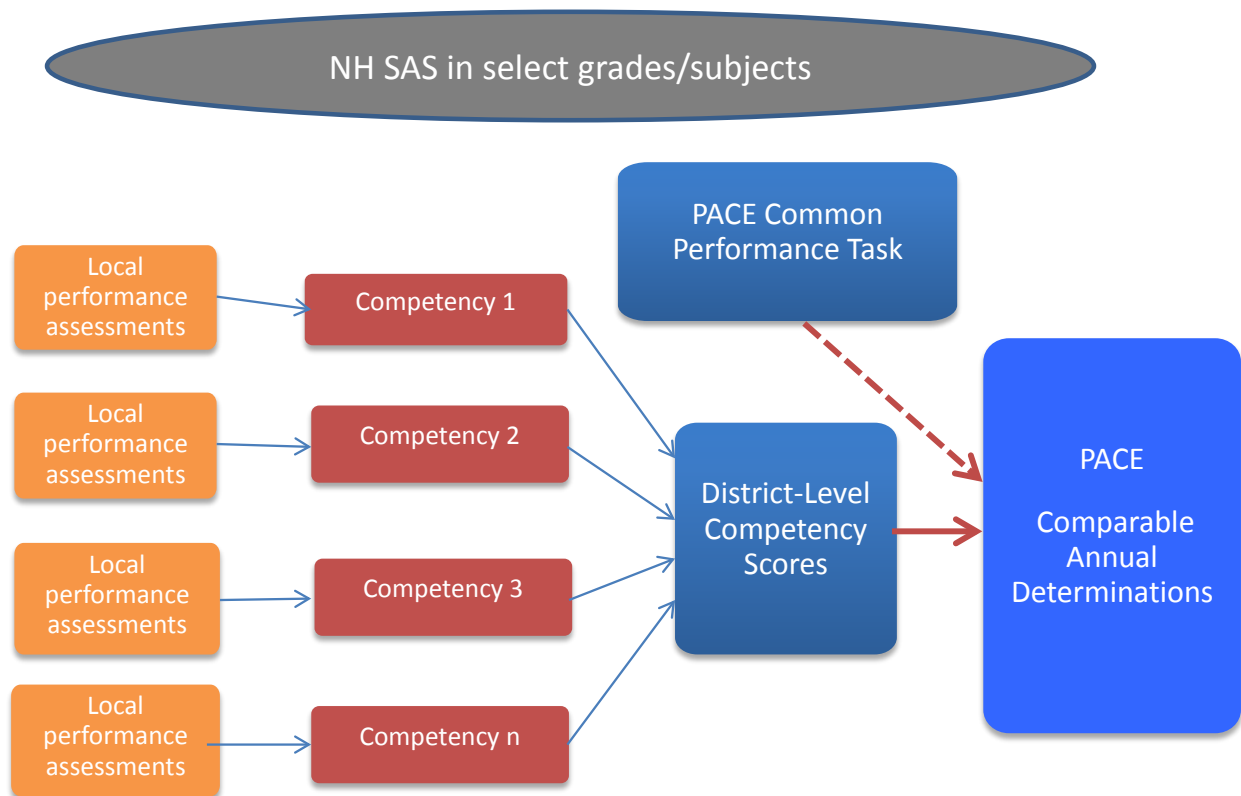 NH SAS in select grades/subjects
PACE Common
Performance Task
Local
performance
assessments
Competency 1
Local
performance
assessments
Competency 2
Local
performance
assessments
Competency 3
Local
performance
assessments
Competency n
District-Level
Competency
Scores
PACE
Comparable
Annual
Determinations